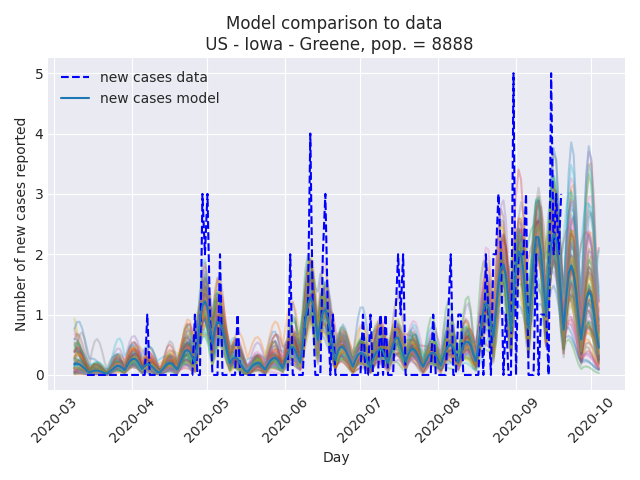 Model comparison to data
US - Iowa - Greene, pop. = 8888
new cases data
new cases model
Number of new cases reported
5
4
3
2
1
0
2020-03
2020-04
2020-05
2020-06
2020-07
2020-08
2020-09
2020-10
Day